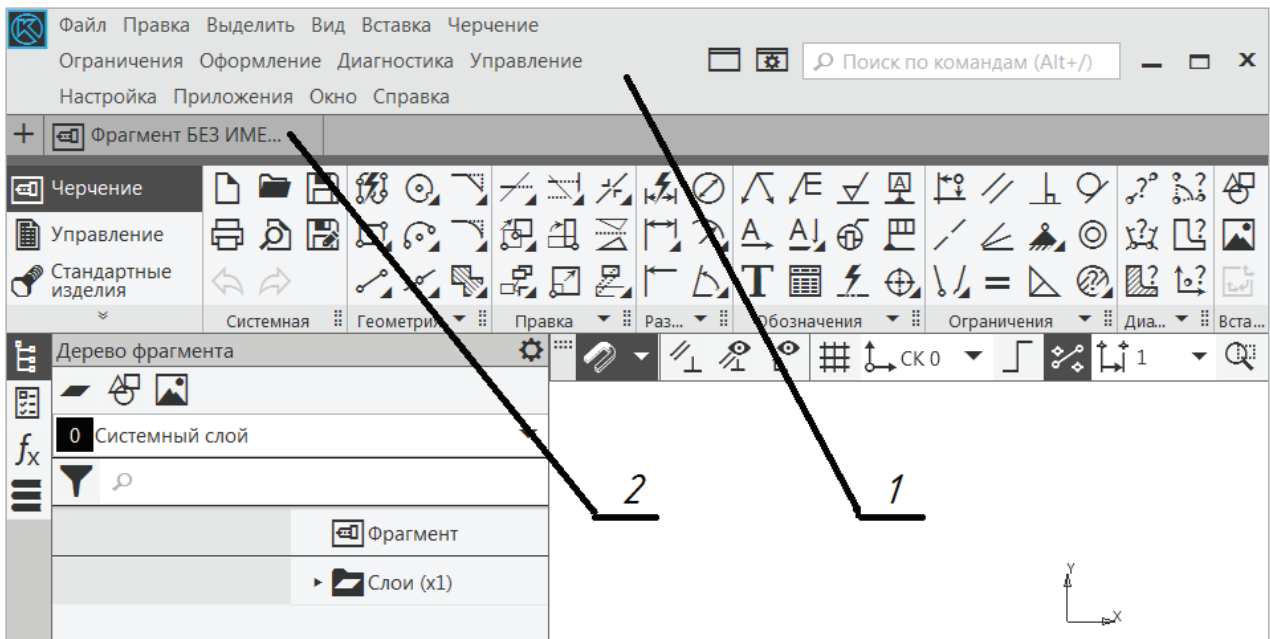 Файл Правка Выделить Вид Вставка Черчение
Ограничения Оформление Диагностика Управление
Поиск по командам (Alt+/)
Настройка Приложения Окно Справка
Фрагмент БЕЗ ИМЕ...
Черчение
Управление
Стандартные
изделия
Системная Геометрия Правка Раз... Обозначения Ограничения Диа... Вста...
Дерево фрагмента
СК 0
1
0 Системный слой
2
1
Фрагмент
Слои (x1)
Y
X